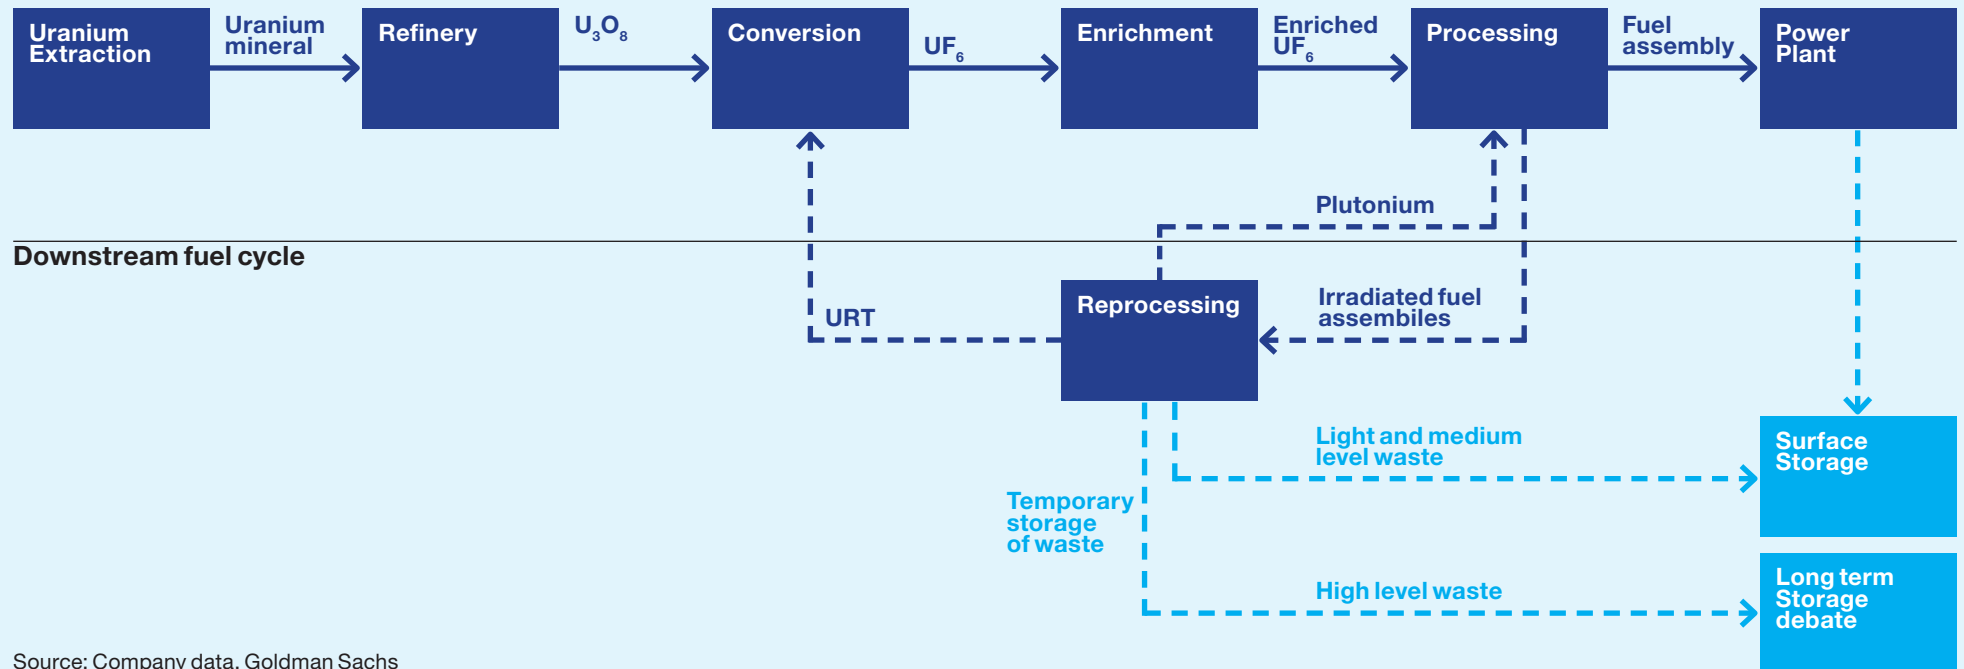 Uranium
Extraction
Uranium
mineral
Refinery
U₃O₈
Conversion
UF₆
Enrichment
Enriched
UF₆
Processing
Fuel
assembly
Power
Plant
Plutonium
Downstream fuel cycle
Reprocessing
Irradiated fuel
assembiles
URT
Light and medium
level waste
Surface
Storage
Temporary
storage
of waste
High level waste
Long term
Storage
debate
Source: Company data, Goldman Sachs